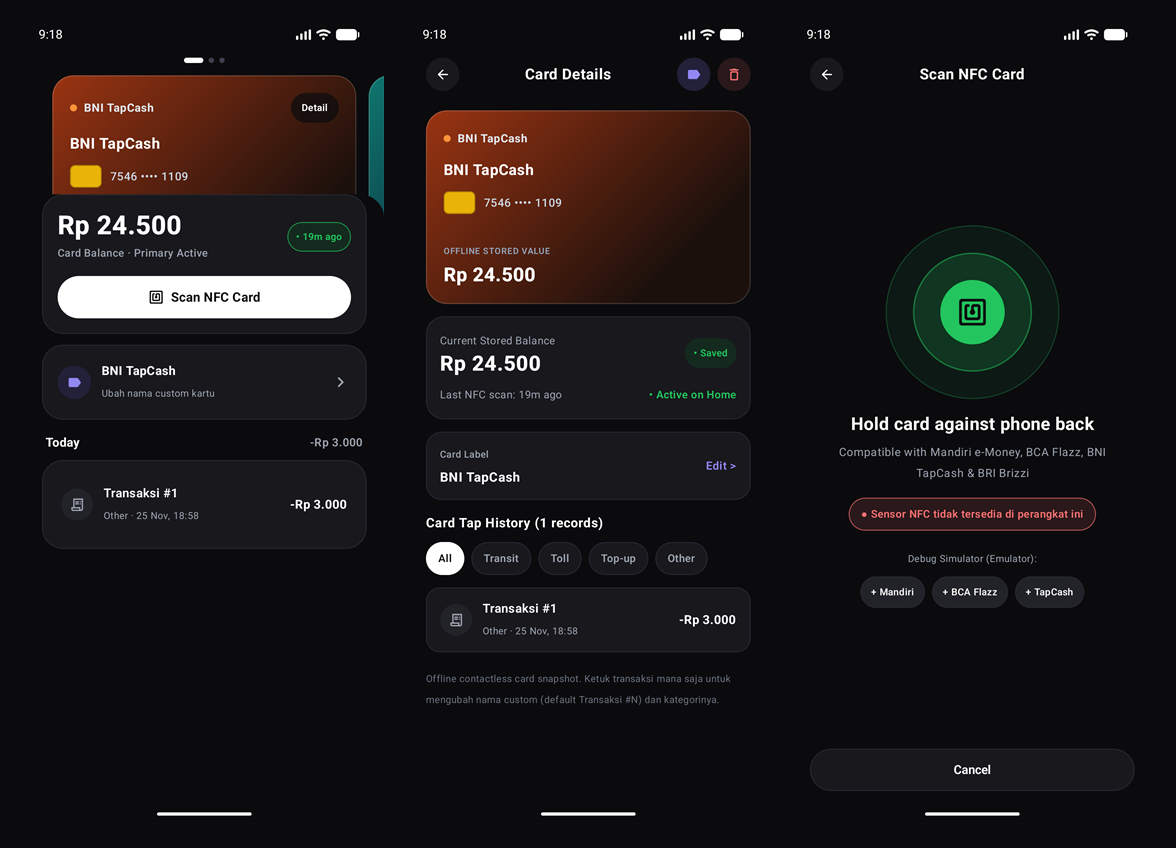 9:18
BNI TapCash
Detail
BNI TapCash
7546 •••• 1109
Rp 24.500
Card Balance · Primary Active
• 19m ago
Scan NFC Card
BNI TapCash
Ubah nama custom kartu
Today
-Rp 3.000
Transaksi #1
Other · 25 Nov, 18:58
-Rp 3.000
9:18
Card Details
BNI TapCash
BNI TapCash
7546 •••• 1109
OFFLINE STORED VALUE
Rp 24.500
Current Stored Balance
Rp 24.500
• Saved
Last NFC scan: 19m ago
• Active on Home
Card Label
BNI TapCash
Edit >
Card Tap History (1 records)
All
Transit
Toll
Top-up
Other
Transaksi #1
Other · 25 Nov, 18:58
-Rp 3.000
Offline contactless card snapshot. Ketuk transaksi mana saja untuk
mengubah nama custom (default Transaksi #N) dan kategorinya.
9:18
Scan NFC Card
Hold card against phone back
Compatible with Mandiri e-Money, BCA Flazz, BNI
TapCash & BRI Brizzi
● Sensor NFC tidak tersedia di perangkat ini
Debug Simulator (Emulator):
+ Mandiri
+ BCA Flazz
+ TapCash
Cancel